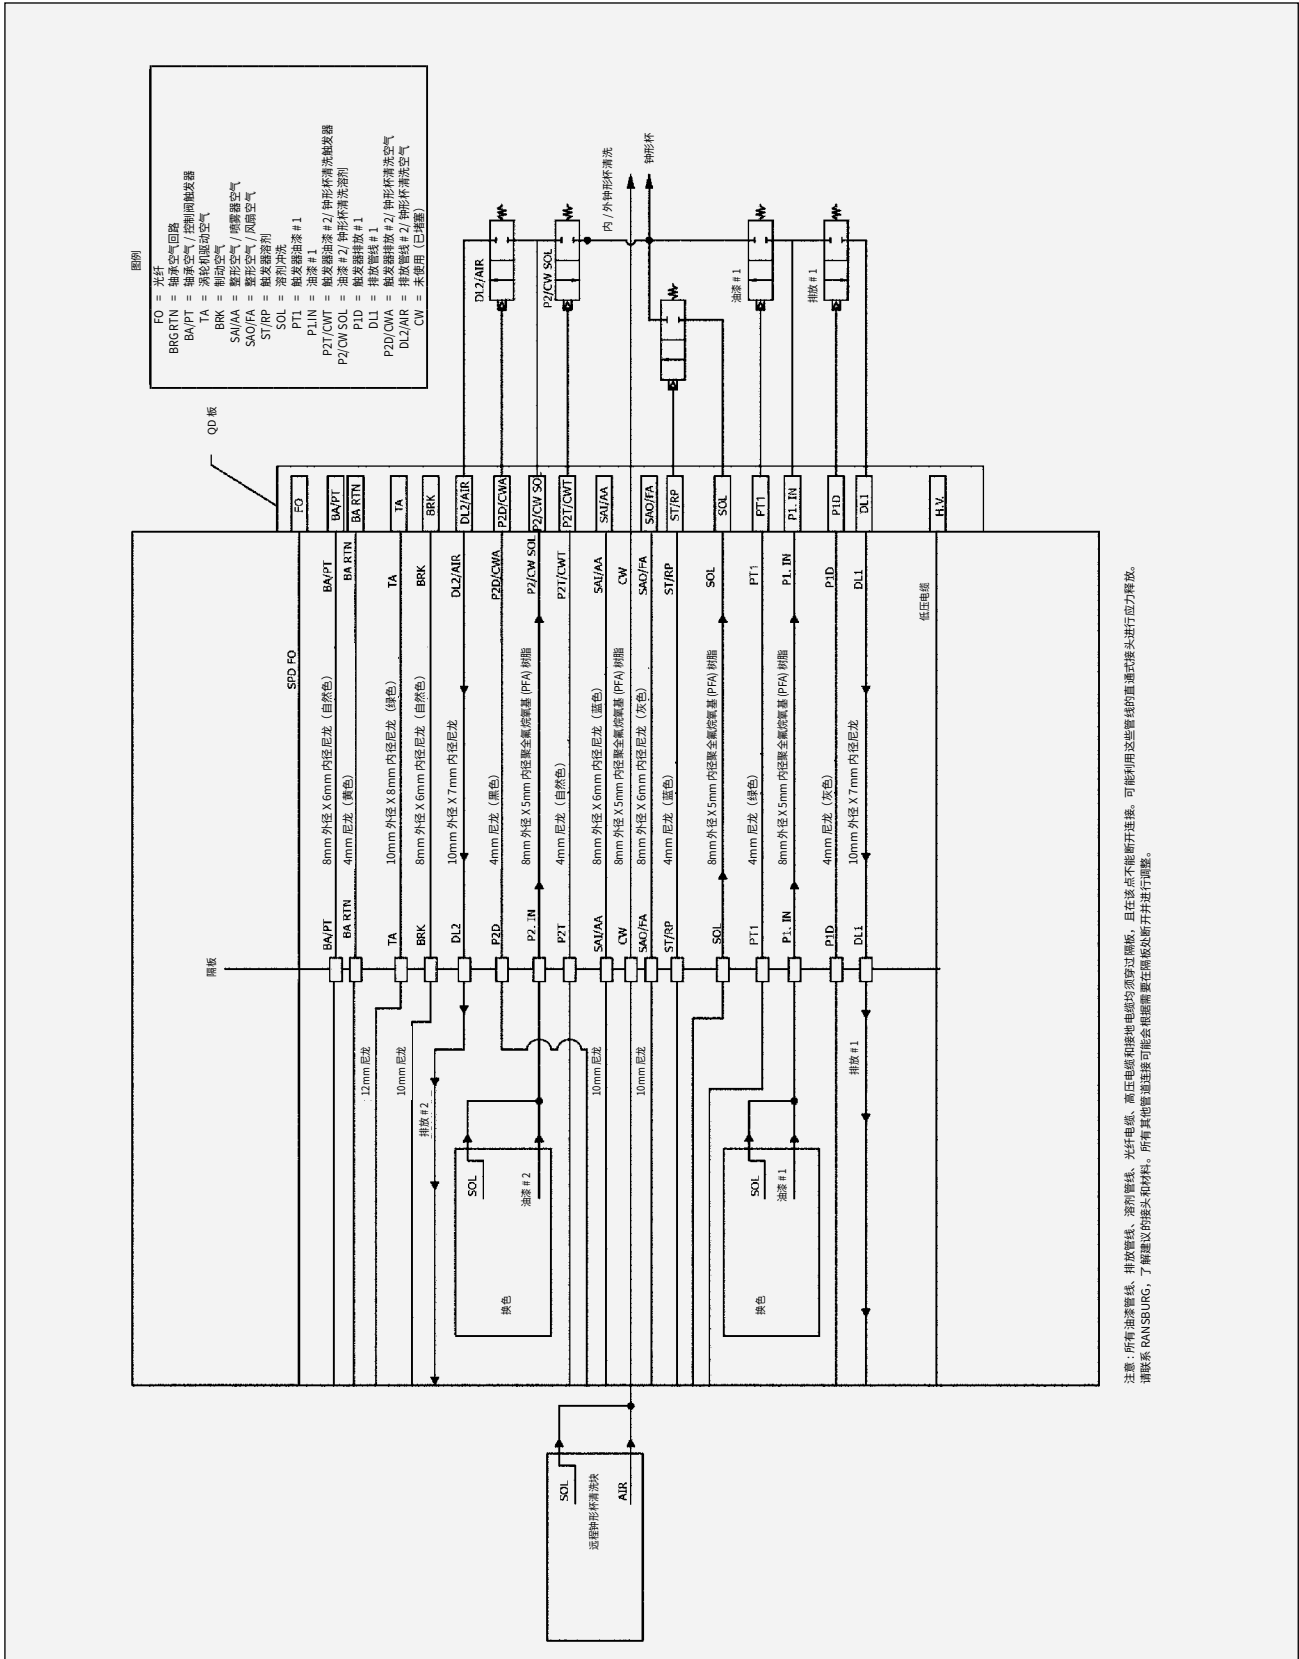 图例
FO = 光纤
BRG RTN = 轴承空气回路
BA/PT = 轴承空气 / 控制阀触发器
TA = 涡轮机驱动空气
BRK = 制动空气
SAI/AA = 整形空气 / 喷雾器空气
SAO/FA = 整形空气 / 风扇空气
ST/RP = 触发器溶剂
SOL = 溶剂冲洗
PT1 = 触发器油漆 # 1
P1.IN = 油漆 # 1
P2T/CWT = 触发器油漆 # 2/ 钟形杯清洗触发器
P2/CW SOL = 油漆 # 2/ 钟形杯清洗溶剂
P1D = 触发器排放 # 1
DL1 = 排放管线 # 1
P2D/CWA = 触发器排放 # 2/ 钟形杯清洗空气
DL2/AIR = 排放管线 # 2/ 钟形杯清洗空气
CW = 未使用（已堵塞）
QD 板
DL2/AIR
P2/CW SOL
内 / 外钟形杯清洗
钟形杯
油漆 # 1
排放 # 1
FO
BA/PT
BA RTN
TA
BRK
DL2/AIR
P2D/CWA
P2/CW SO
P2T/CWT
SAI/AA
SAO/FA
ST/RP
SOL
PT1
P1. IN
P1D
DL1
H.V.
SPD FO
BA/PT
BA RTN
TA
BRK
DL2/AIR
P2D/CWA
P2/CW SOL
P2T/CWT
SAI/AA
CW
SAO/FA
ST/RP
SOL
PT1
P1. IN
P1D
DL1
低压电缆
8mm 外径 X 6mm 内径尼龙（自然色）
4mm 尼龙（黄色）
10mm 外径 X 8mm 内径尼龙（绿色）
8mm 外径 X 6mm 内径尼龙（自然色）
10mm 外径 X 7mm 内径尼龙
4mm 尼龙（黑色）
8mm 外径 X 5mm 内径聚全氟烷氧基 (PFA) 树脂
4mm 尼龙（自然色）
8mm 外径 X 6mm 内径尼龙（蓝色）
8mm 外径 X 5mm 内径聚全氟烷氧基 (PFA) 树脂
8mm 外径 X 6mm 内径尼龙（灰色）
4mm 尼龙（蓝色）
8mm 外径 X 5mm 内径聚全氟烷氧基 (PFA) 树脂
4mm 尼龙（绿色）
8mm 外径 X 5mm 内径聚全氟烷氧基 (PFA) 树脂
4mm 尼龙（灰色）
10mm 外径 X 7mm 内径尼龙
隔板
BA/PT
BA RTN
TA
BRK
DL2
P2D
P2. IN
P2T
SAI/AA
CW
SAO/FA
ST/RP
SOL
PT1
P1. IN
P1D
DL1
12mm 尼龙
10mm 尼龙
排放 # 2
10mm 尼龙
10mm 尼龙
排放 # 1
SOL
油漆 # 2
换色
SOL
油漆 # 1
换色
SOL
AIR
远程钟形杯清洗块
注意：所有油漆管线、排放管线、溶剂管线、光纤电缆、高压电缆和接地电缆均须穿过隔板，且在该点不能断开连接。可能利用这些管线的直通式接头进行应力释放。
请联系 RANSBURG，了解建议的接头和材料。所有其他管道连接可能会根据需要在隔板处断开并进行调整。